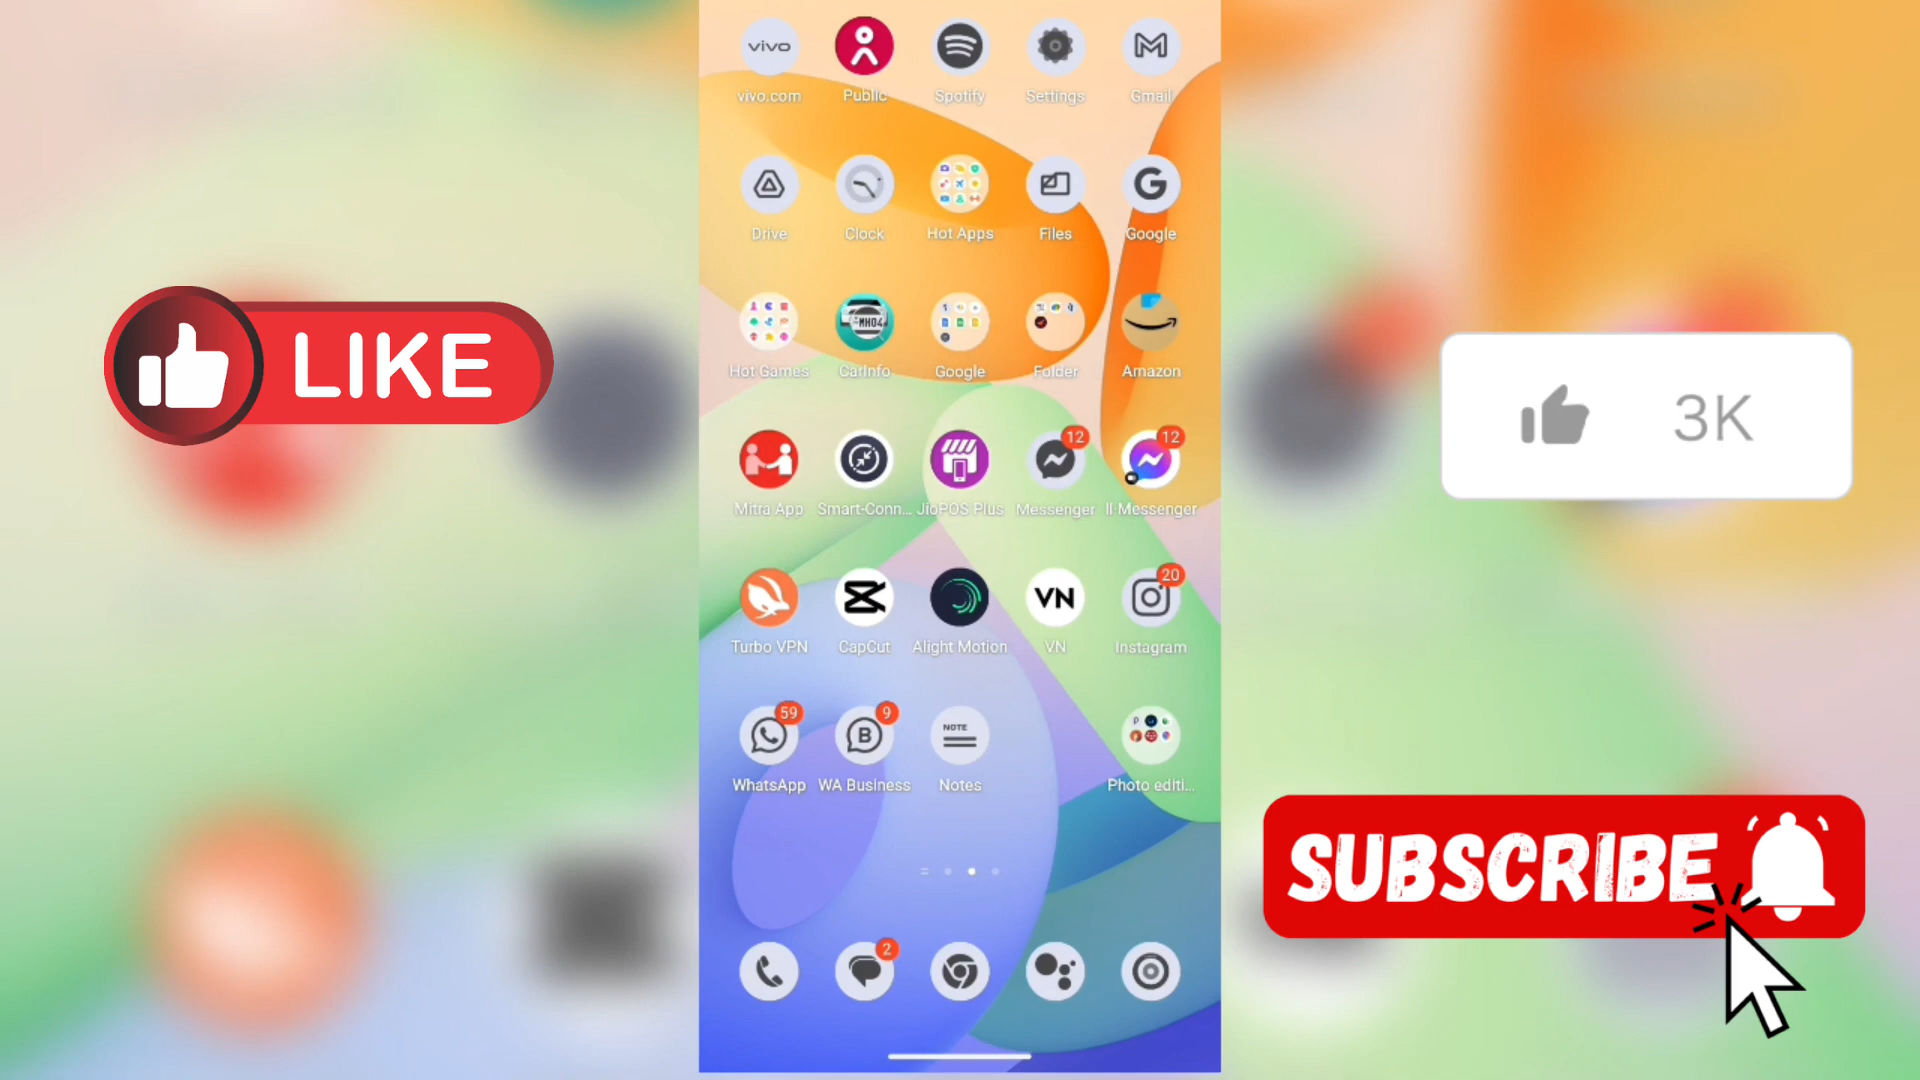 vivo
vivo.com Public Spotify Settings Gmail
Drive Clock Hot Apps Files Google
MH04
Hot Games CarInfo Google Folder Amazon
12 12
Mitra App Smart-Conn... JioPOS Plus Messenger II·Messenger
VN 20
Turbo VPN CapCut Alight Motion VN Instagram
59 9
B NOTE
WhatsApp WA Business Notes Photo editi...
2
LIKE
3K
SUBSCRIBE